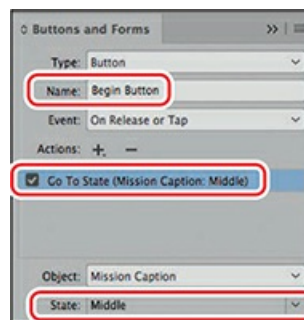 Buttons and Forms
Type: Button
Name: Begin Button
Event: On Release or Tap
Actions: + −
Go To State (Mission Caption: Middle)
Object: Mission Caption
State: Middle